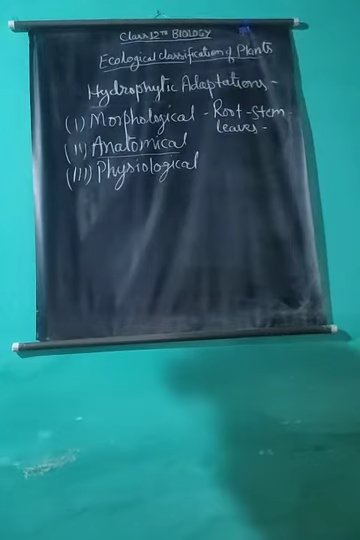 Class 12TH BIOLOGY
Ecological classification of Plants
Hydrophytic Adaptations -
(I) Morphological - Root - Stem
leaves -
(II) Anatomical
(III) Physiological